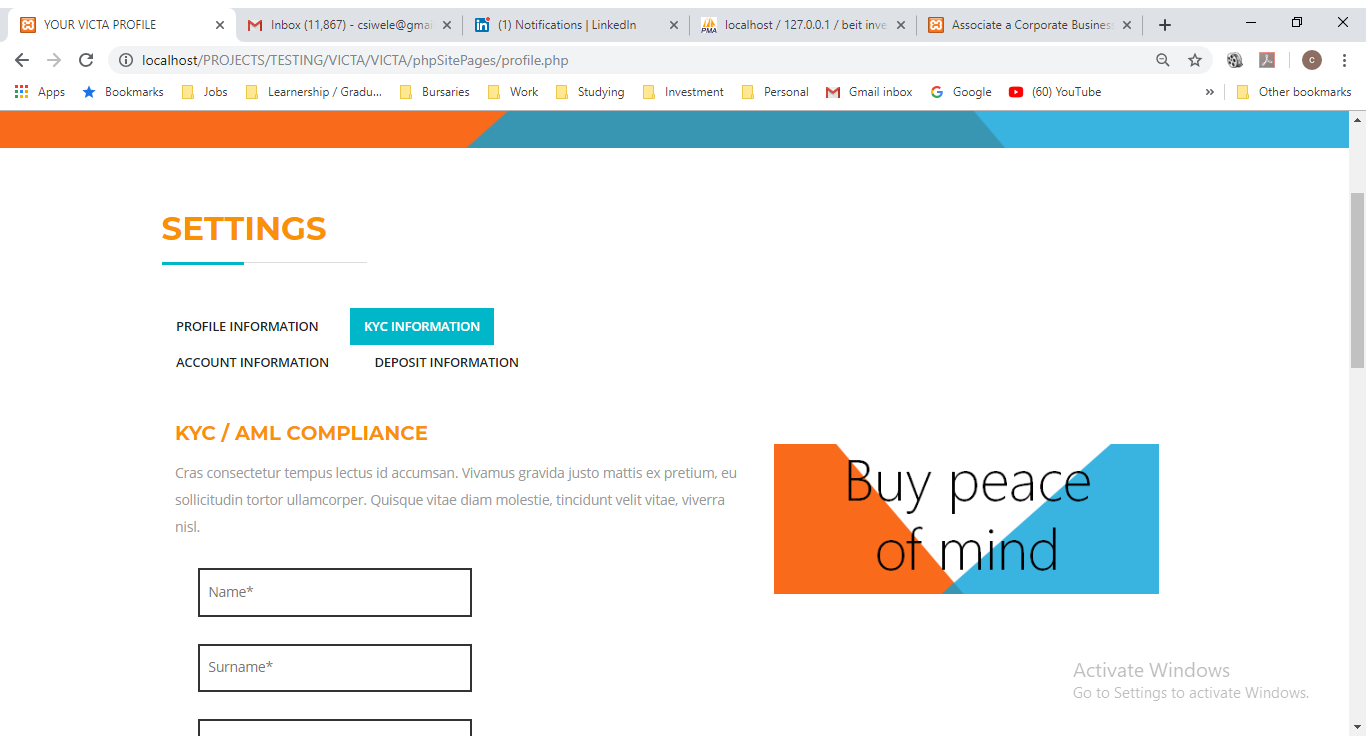 YOUR VICTA PROFILE
Inbox (11,867) - csiwele@gmai
(1) Notifications | LinkedIn
PMA
localhost / 127.0.0.1 / beit inve
Associate a Corporate Business
localhost/PROJECTS/TESTING/VICTA/VICTA/phpSitePages/profile.php
c
Apps
Bookmarks
Jobs
Learnership / Gradu...
Bursaries
Work
Studying
Investment
Personal
Gmail inbox
Google
(60) YouTube
»
Other bookmarks
SETTINGS
PROFILE INFORMATION
KYC INFORMATION
ACCOUNT INFORMATION
DEPOSIT INFORMATION
KYC / AML COMPLIANCE
Cras consectetur tempus lectus id accumsan. Vivamus gravida justo mattis ex pretium, eu
sollicitudin tortor ullamcorper. Quisque vitae diam molestie, tincidunt velit vitae, viverra
nisl.
Buy peace
of mind
Name*
Surname*
Activate Windows
Go to Settings to activate Windows.